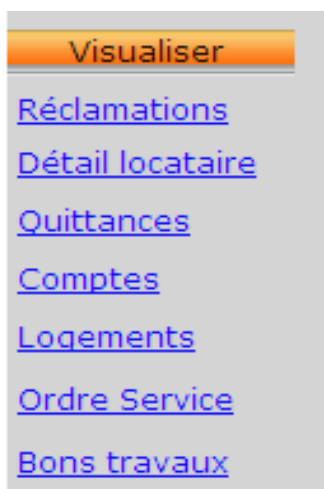 Visualiser
Réclamations
Détail locataire
Quittances
Comptes
Logements
Ordre Service
Bons travaux